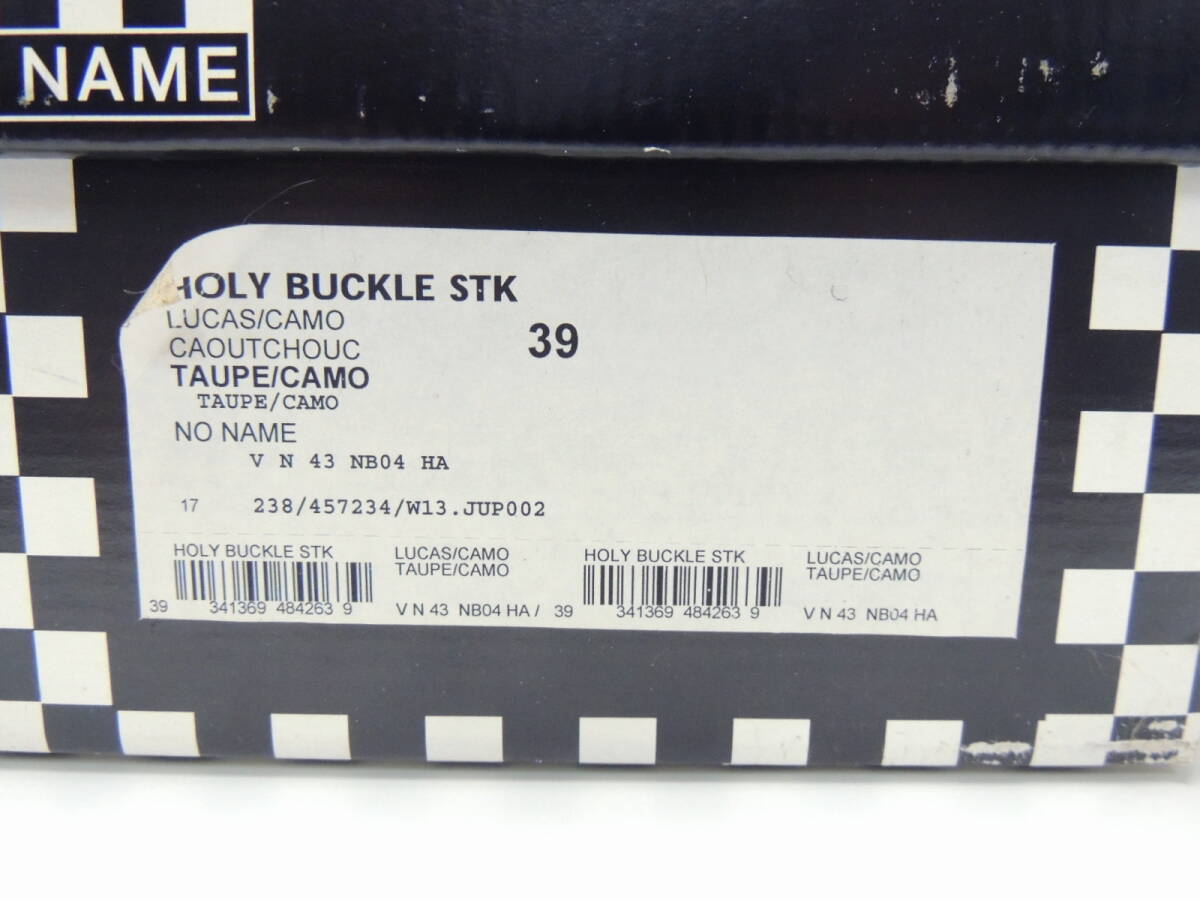 NAME
HOLY BUCKLE STK
LUCAS/CAMO
39
CAOUTCHOUC
TAUPE/CAMO
TAUPE/CAMO
NO NAME
V N 43 NB04 HA
17 238/457234/W13.JUP002
HOLY BUCKLE STK LUCAS/CAMO HOLY BUCKLE STK LUCAS/CAMO
TAUPE/CAMO TAUPE/CAMO
39 341369 484263 9 V N 43 NB04 HA / 39 341369 484263 9 V N 43 NB04 HA